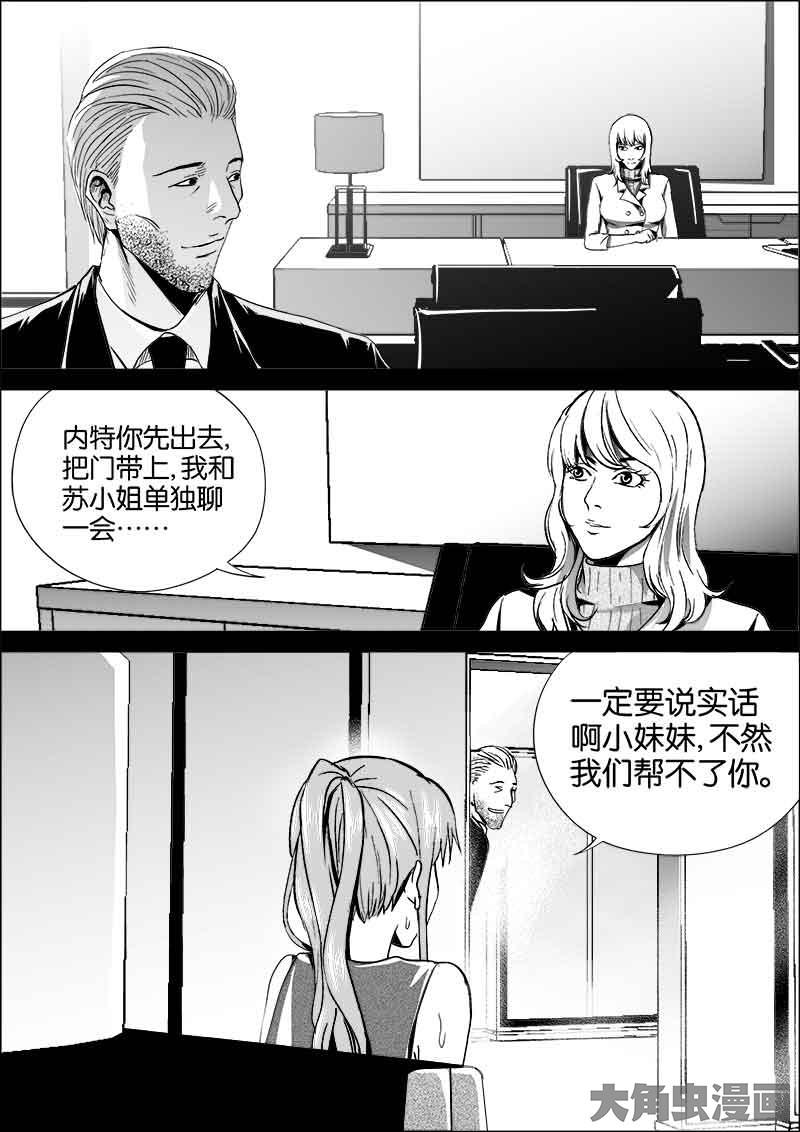 内特你先出去,
把门带上,我和
苏小姐单独聊
一会……
一定要说实话
啊小妹妹,不然
我们帮不了你。
大角虫漫画